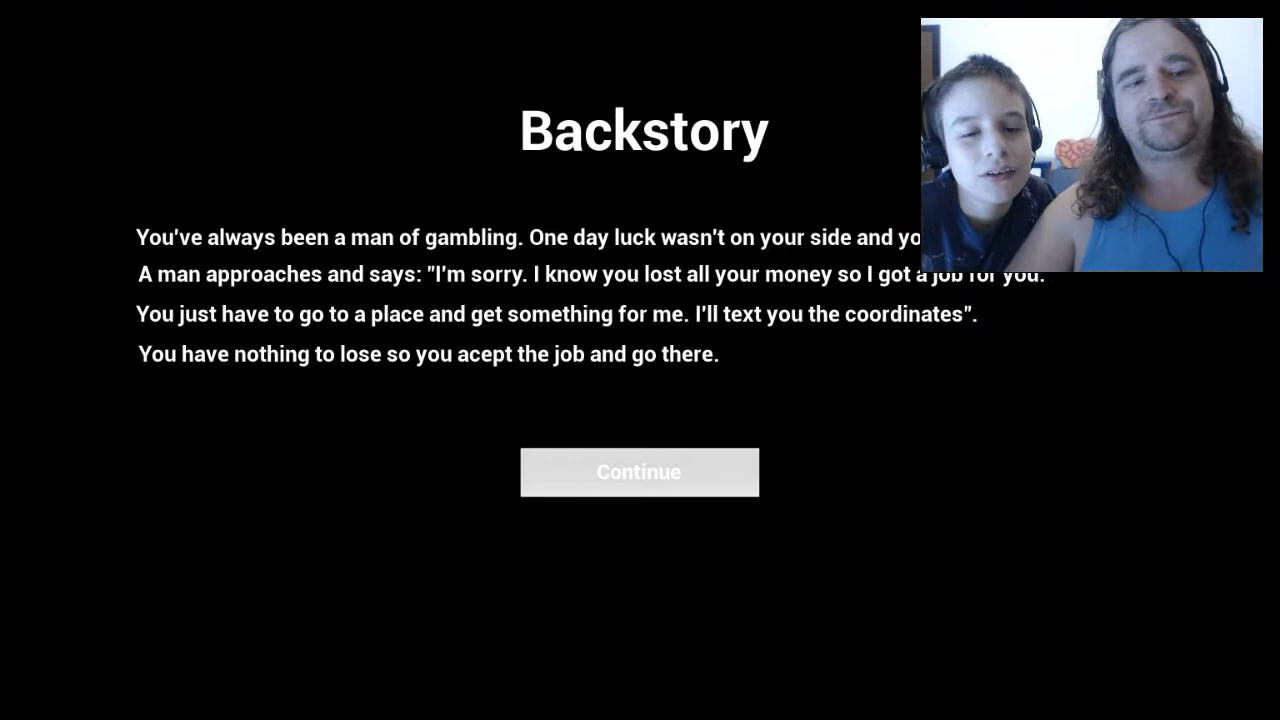 Backstory
You've always been a man of gambling. One day luck wasn't on your side and yo
A man approaches and says: "I'm sorry. I know you lost all your money so I got a job for you.
You just have to go to a place and get something for me. I'll text you the coordinates".
You have nothing to lose so you acept the job and go there.
Continue